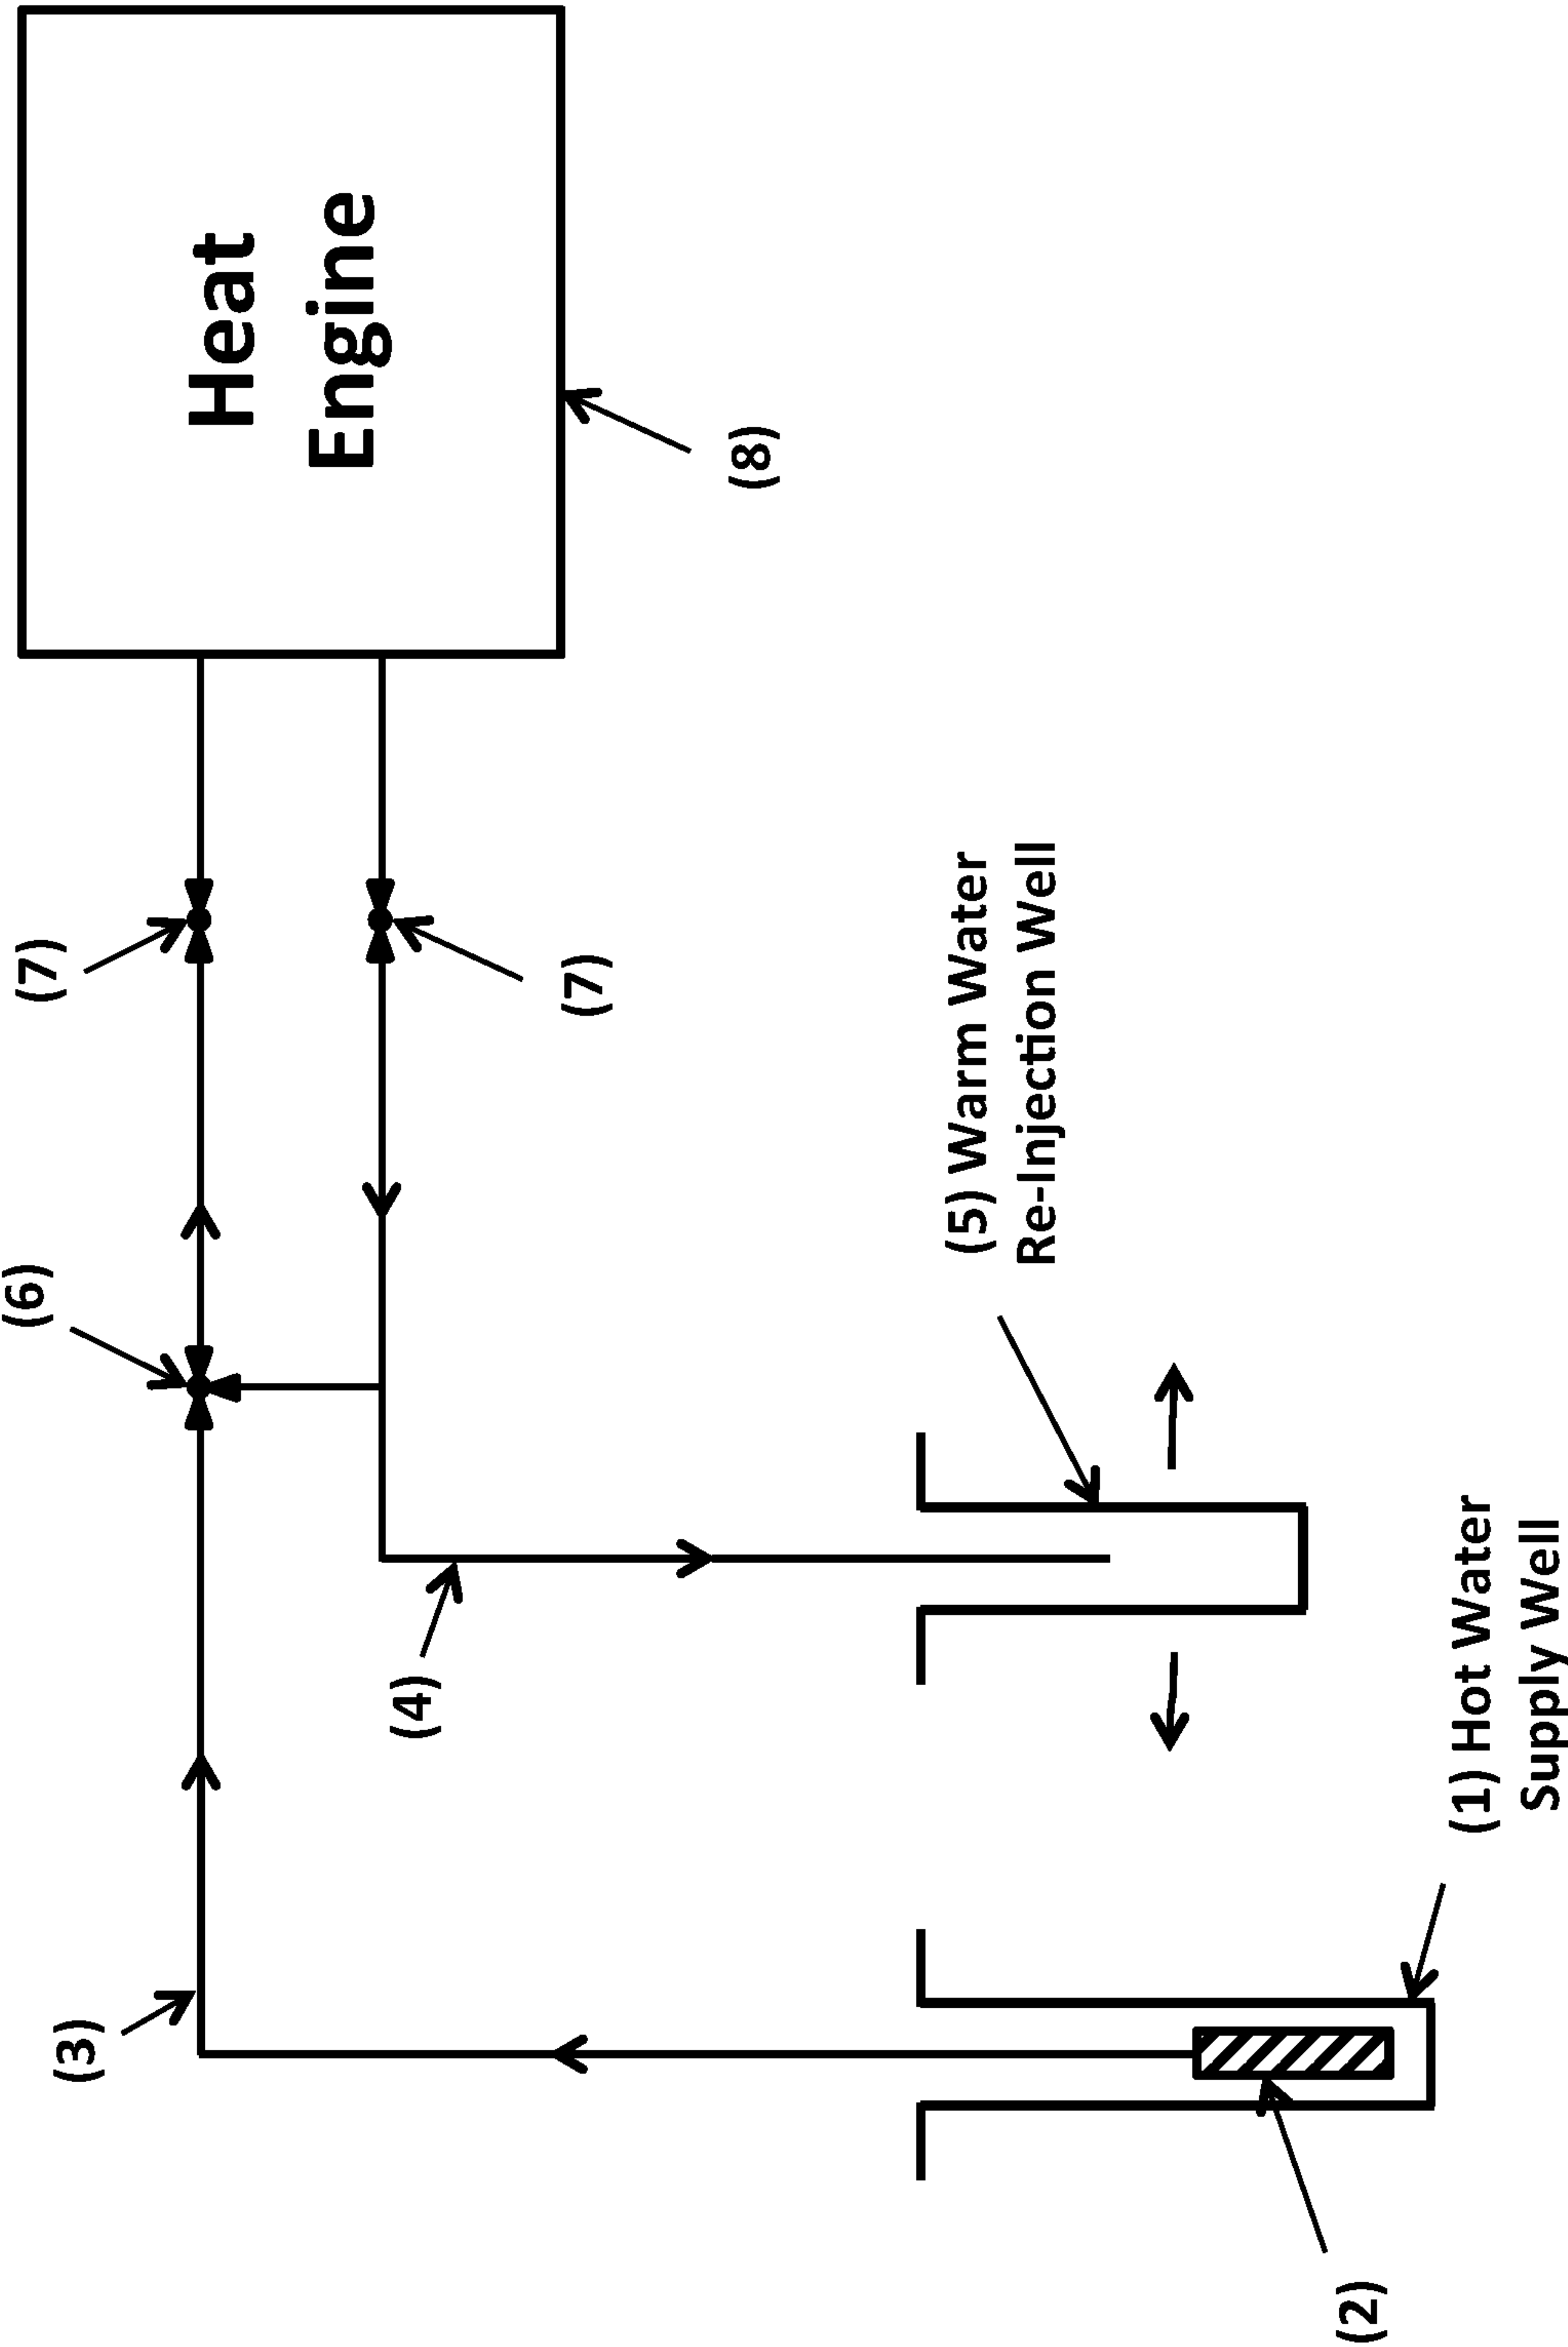 Heat
Engine
(7)
(8)
(6)
(7)
(3)
(4)
(5) Warm Water
Re-Injection Well
(1) Hot Water
Supply Well
(2)